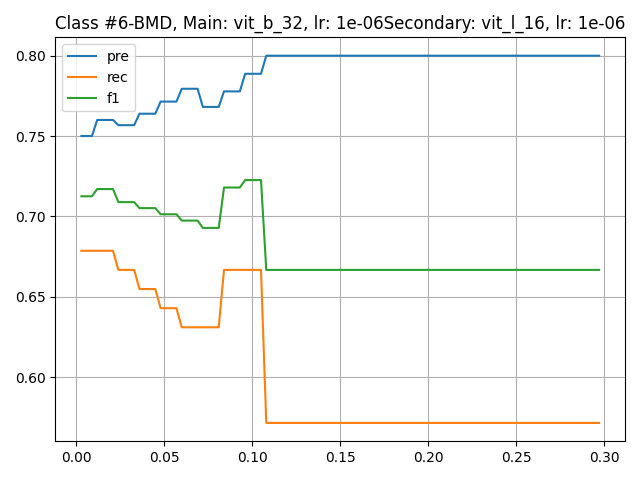 Class #6-BMD, Main: vit_b_32, lr: 1e-06Secondary: vit_l_16, lr: 1e-06
pre
rec
f1
0.80
0.75
0.70
0.65
0.60
0.00 0.05 0.10 0.15 0.20 0.25 0.30